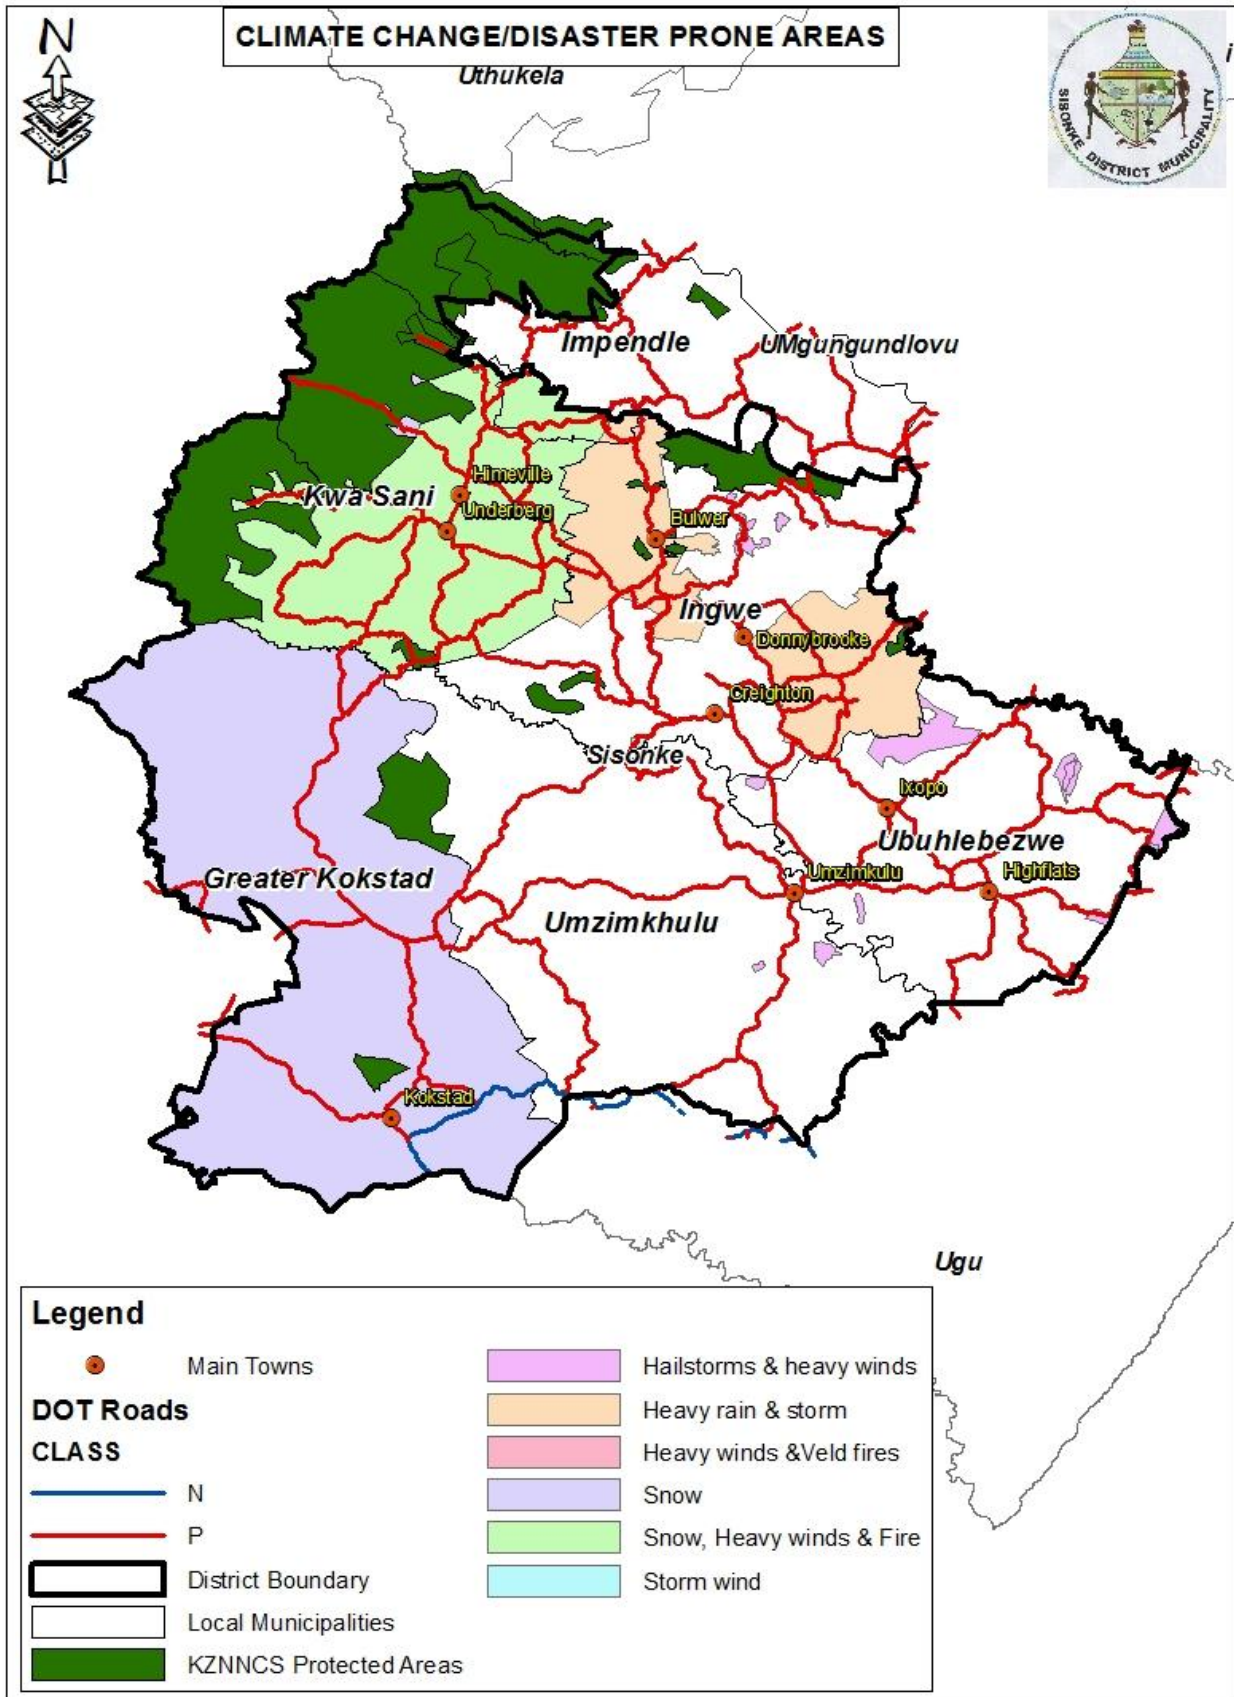 N
CLIMATE CHANGE/DISASTER PRONE AREAS
SISONKE DISTRICT MUNICIPALITY
i
Uthukela
Impendle
UMgungundlovu
Himeville
Kwa Sani
Underberg
Bulwer
Ingwe
Donnybrooke
Creighton
Sisonke
Ixopo
Ubuhlebezwe
Greater Kokstad
Umzimkulu
Highflats
Umzimkhulu
Kokstad
Ugu
Legend
Main Towns
DOT Roads
CLASS
N
P
District Boundary
Local Municipalities
KZNNCS Protected Areas
Hailstorms & heavy winds
Heavy rain & storm
Heavy winds &Veld fires
Snow
Snow, Heavy winds & Fire
Storm wind